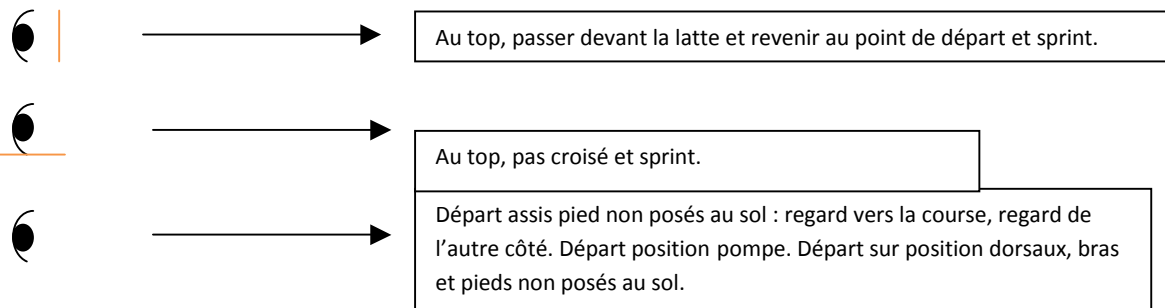 Au top, passer devant la latte et revenir au point de départ et sprint.
Au top, pas croisé et sprint.
Départ assis pied non posés au sol : regard vers la course, regard de
l’autre côté. Départ position pompe. Départ sur position dorsaux, bras
et pieds non posés au sol.